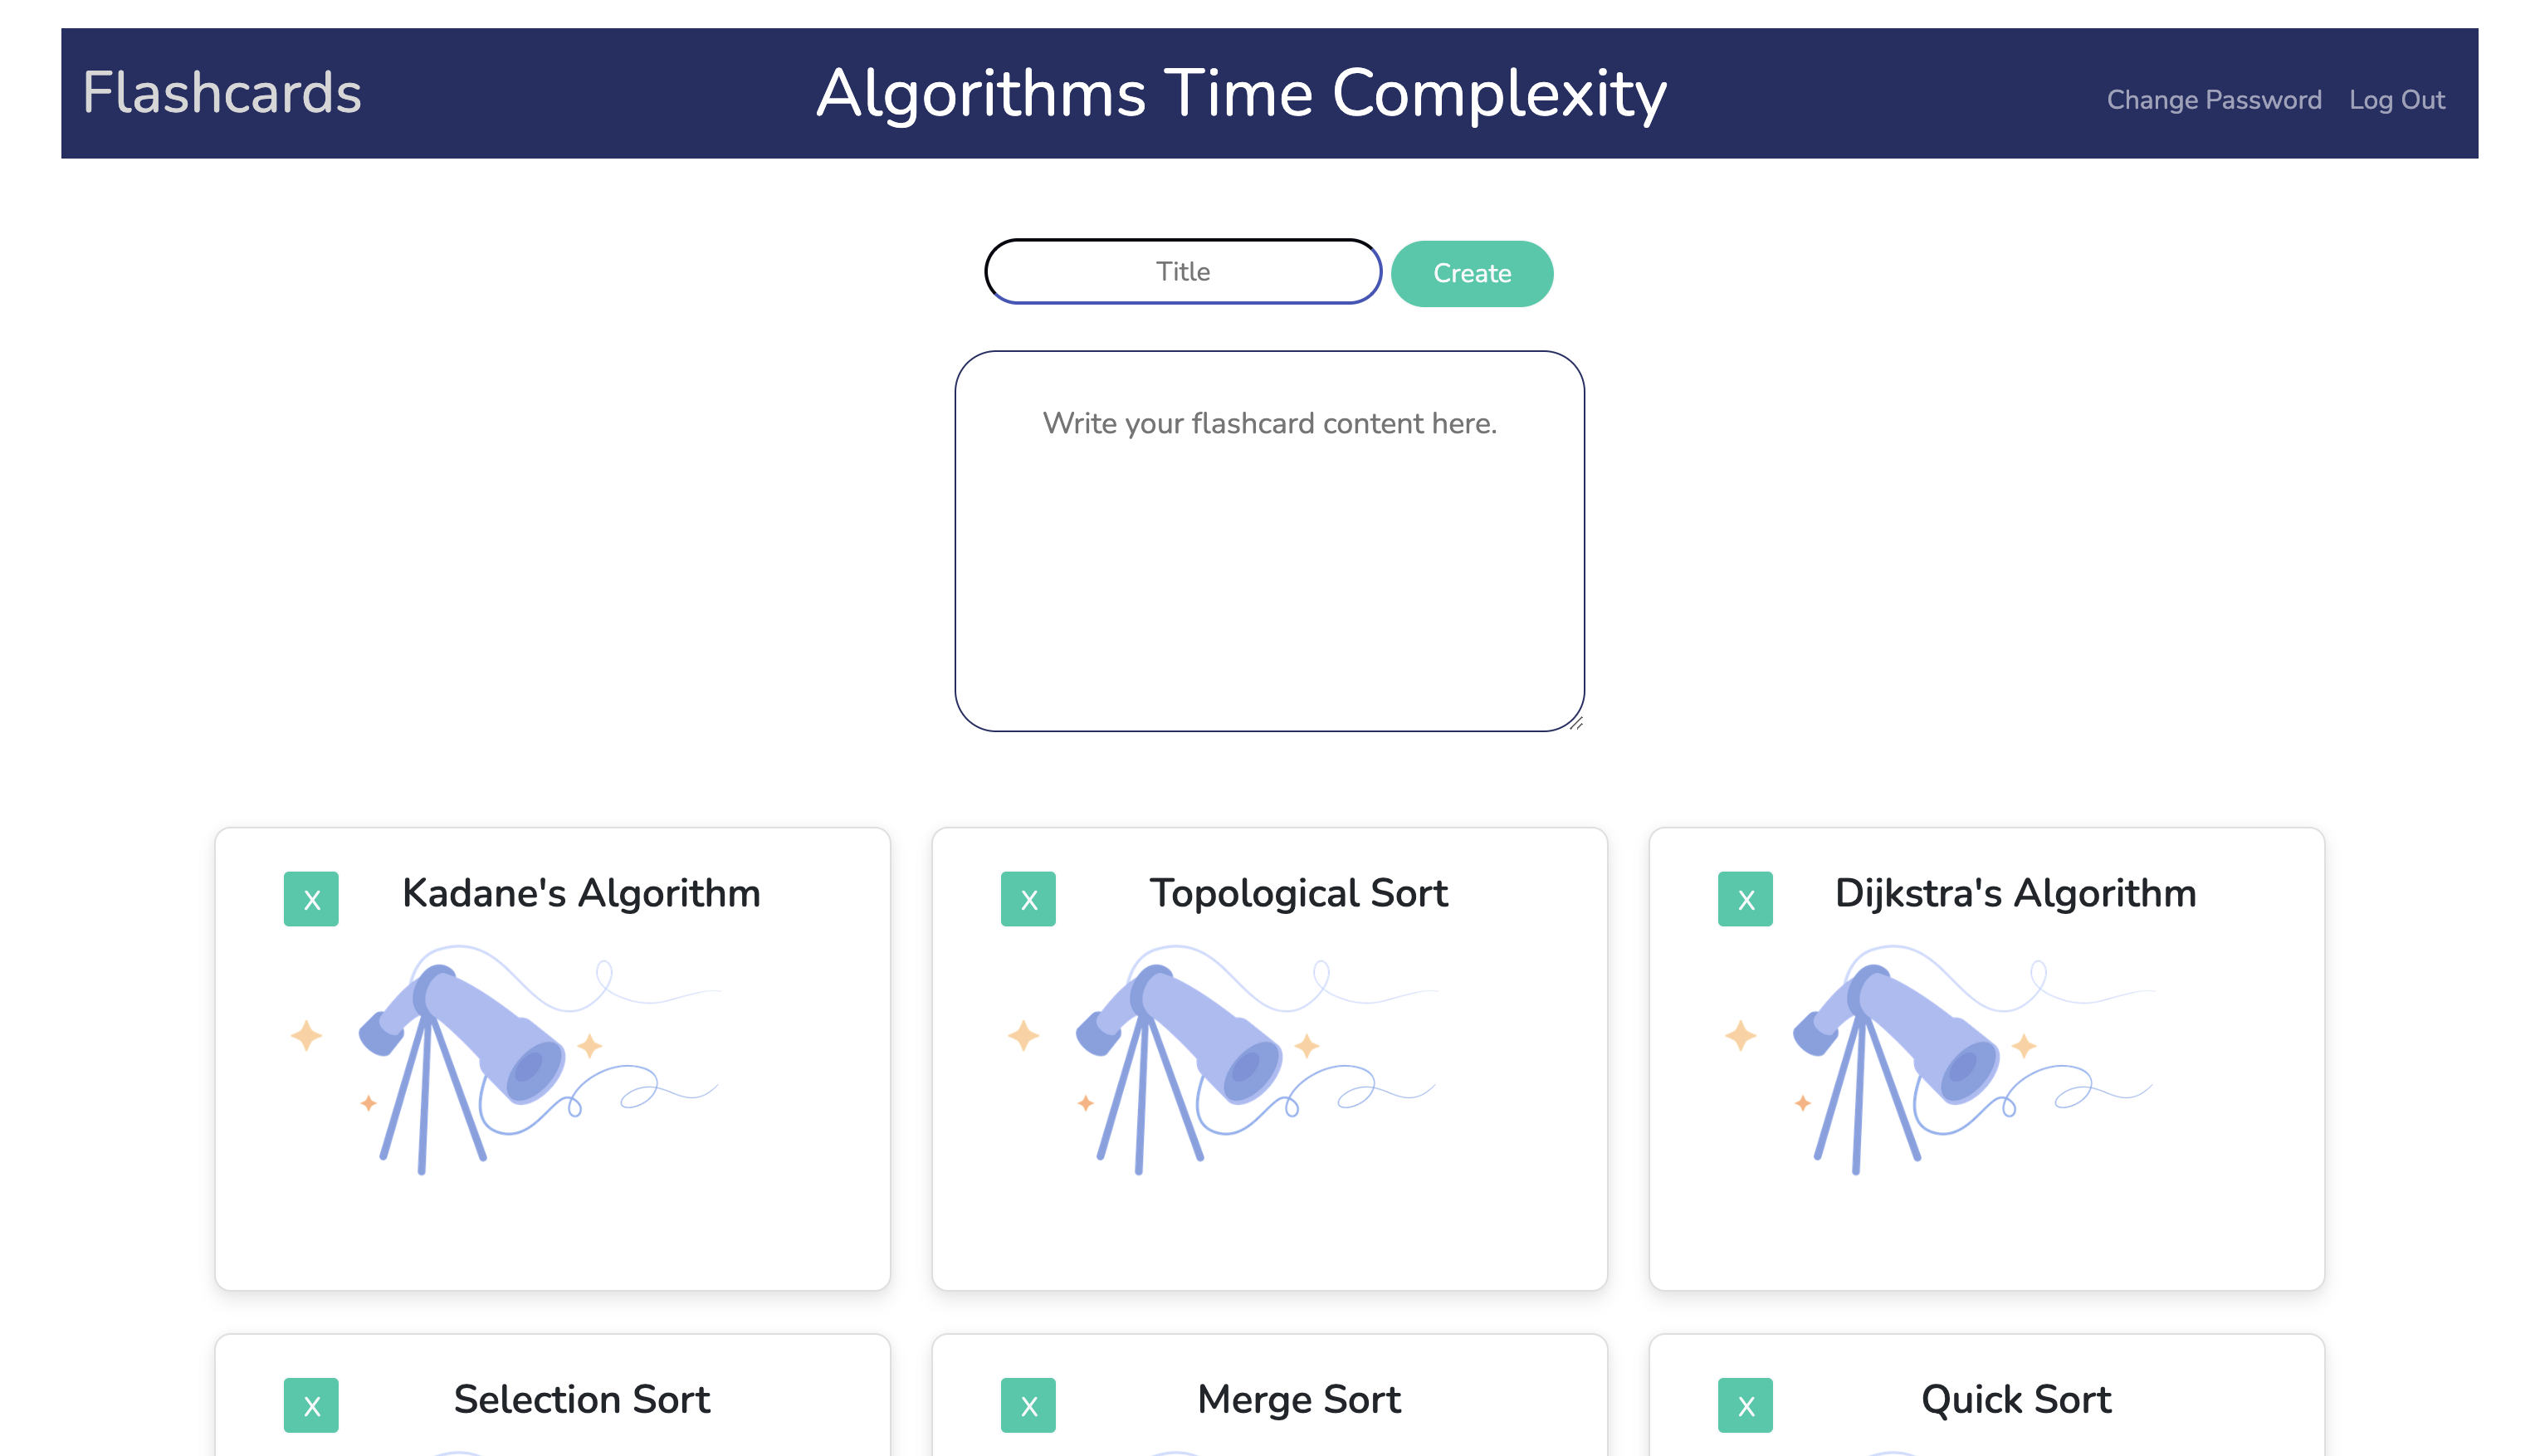 Flashcards
Algorithms Time Complexity
Change Password
Log Out
Title
Create
Write your flashcard content here.
X
Kadane's Algorithm
X
Topological Sort
X
Dijkstra's Algorithm
X
Selection Sort
X
Merge Sort
X
Quick Sort